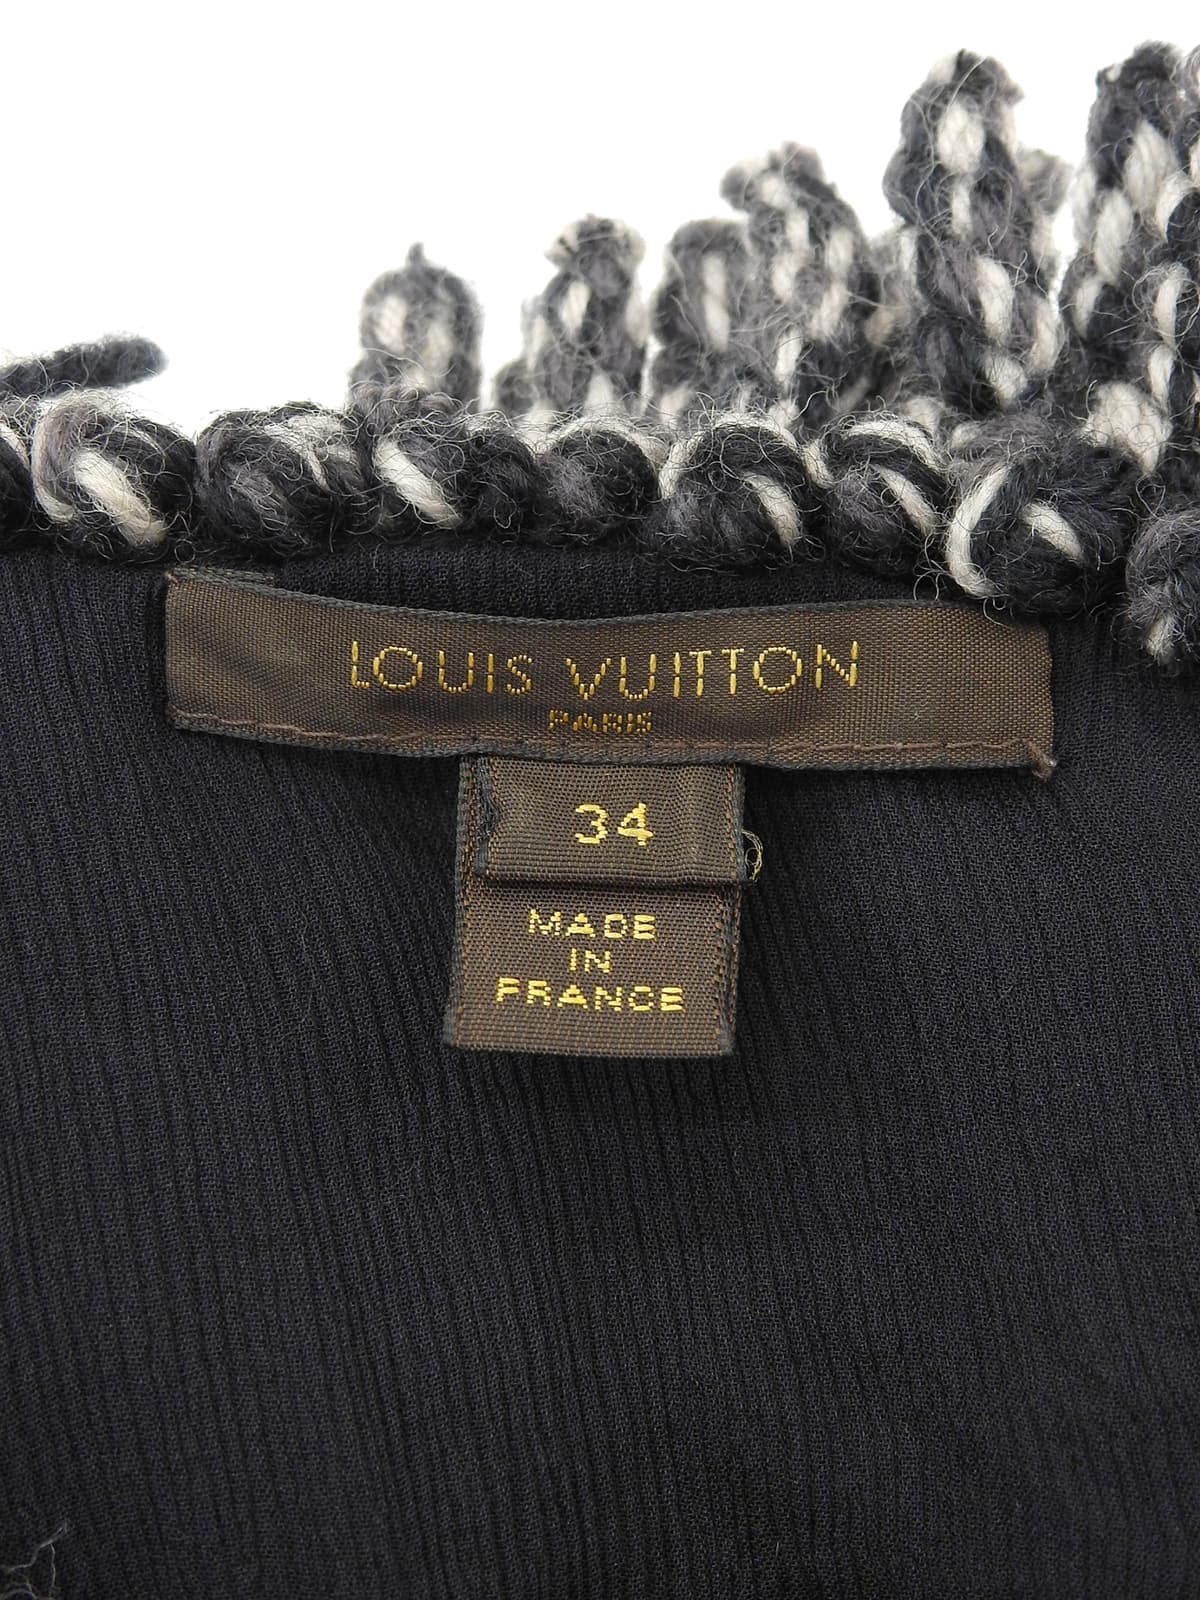 LOUIS VUITTON
PARIS
34
MADE
IN
FRANCE